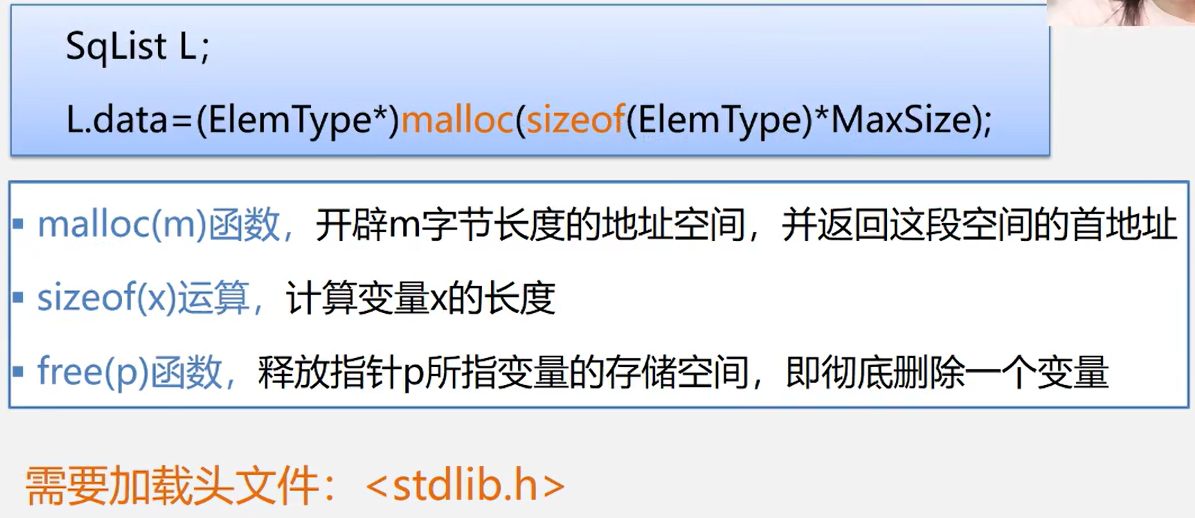 SqList L;
L.data=(ElemType*)malloc(sizeof(ElemType)*MaxSize);
▪ malloc(m)函数，开辟m字节长度的地址空间，并返回这段空间的首地址
▪ sizeof(x)运算，计算变量x的长度
▪ free(p)函数，释放指针p所指变量的存储空间，即彻底删除一个变量
需要加载头文件：<stdlib.h>